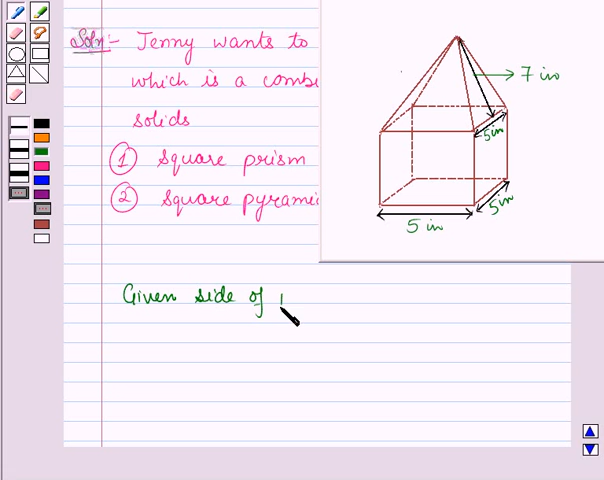 Soln:- Jenny wants to
which is a comb
solids
1 Square prism
2 Square pyrami
Given side of
7 in
5 in
5 in
5 in